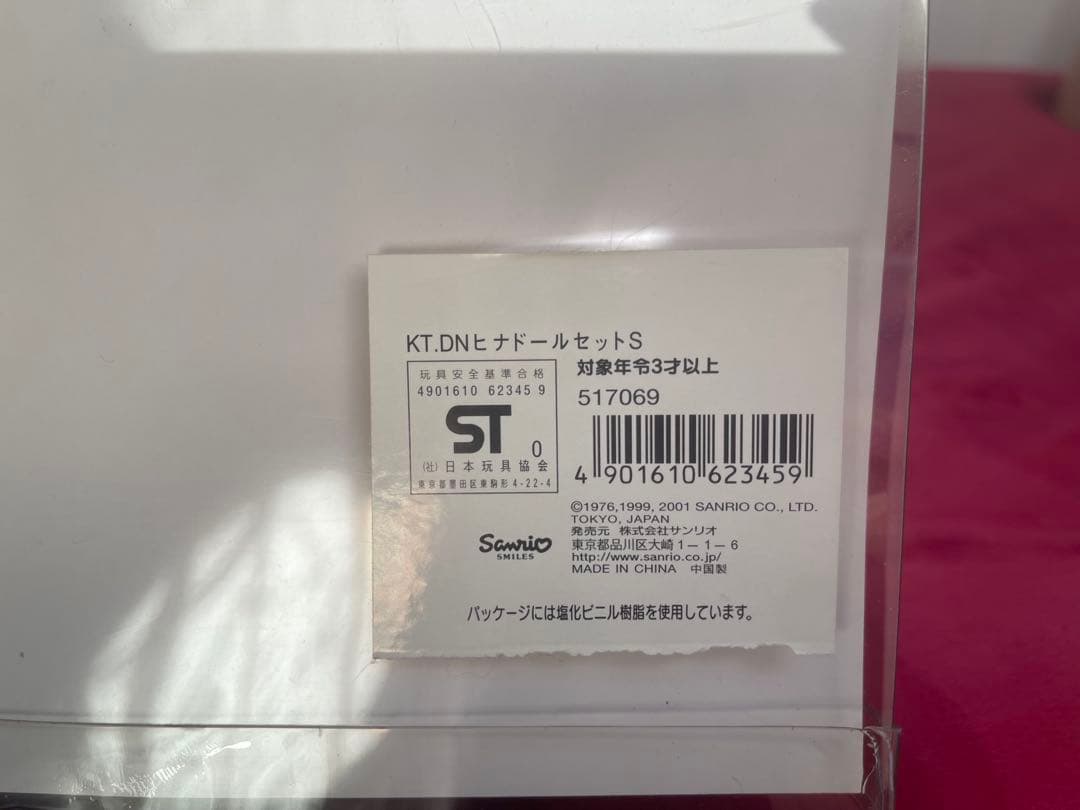 KT.DNヒナドールセットS
玩具安全基準合格
4901610 62345 9
ST 0
(社)日本玩具協会
東京都墨田区東駒形4-22-4
対象年令3才以上
517069
4 901610 623459
©1976,1999, 2001 SANRIO CO., LTD.
TOKYO, JAPAN
発売元 株式会社サンリオ
東京都品川区大崎1-1-6
http://www.sanrio.co.jp/
MADE IN CHINA 中国製
Sanrio
SMILES
パッケージには塩化ビニル樹脂を使用しています。